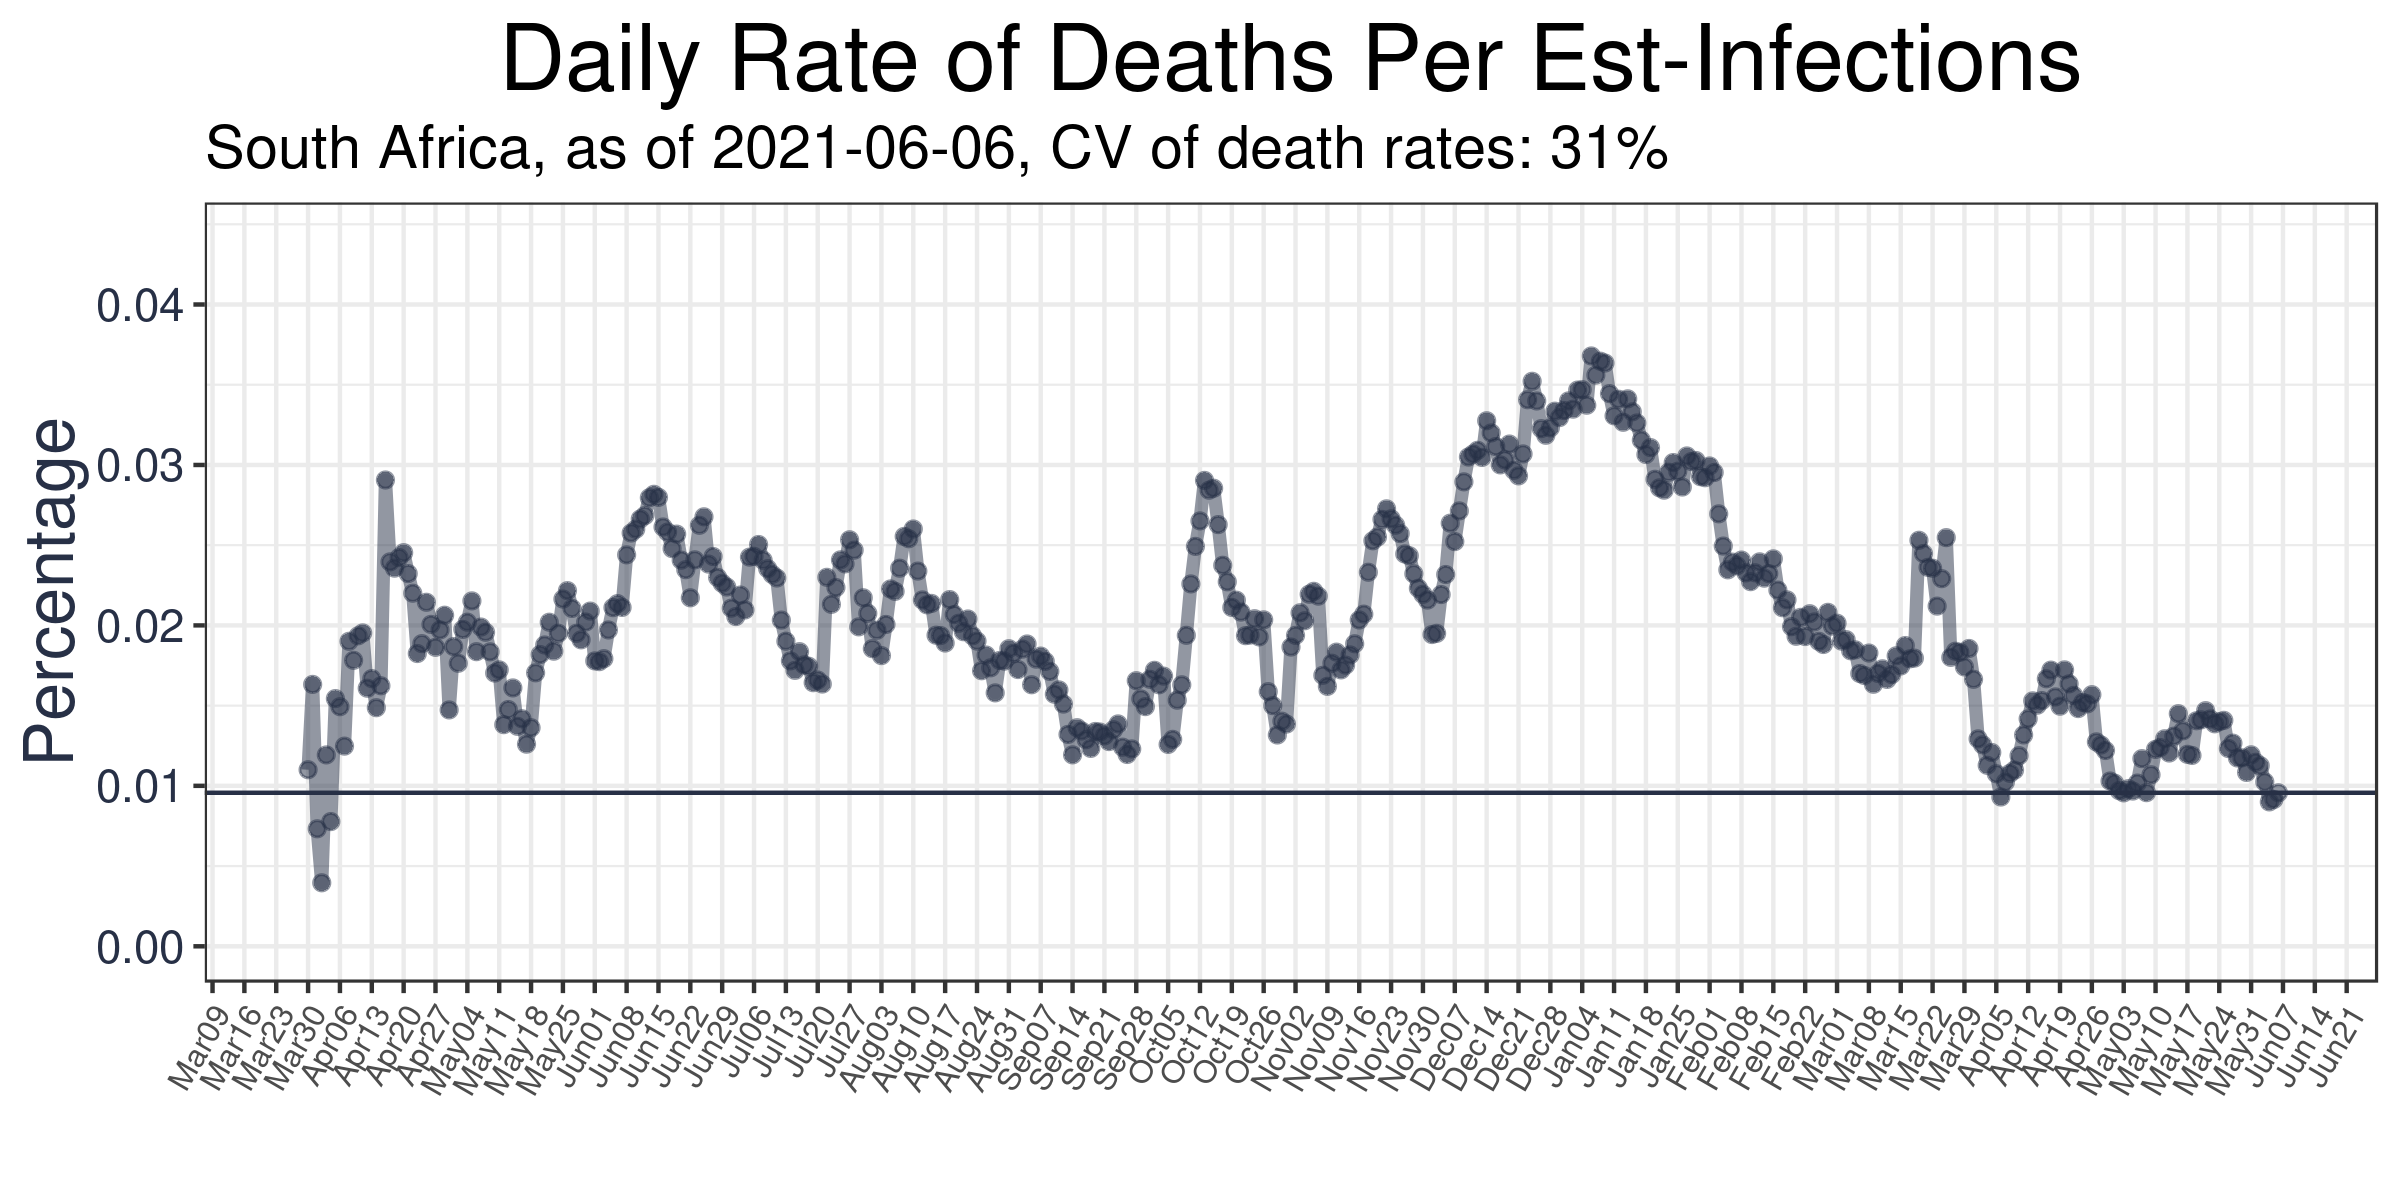 Daily Rate of Deaths Per Est-Infections
South Africa, as of 2021-06-06, CV of death rates: 31%
Percentage
0.04
0.03
0.02
0.01
0.00
Mar09 Mar16 Mar23 Mar30 Apr06 Apr13 Apr20 Apr27 May04 May11 May18 May25 Jun01 Jun08 Jun15 Jun22 Jun29 Jul06 Jul13 Jul20 Jul27 Aug03 Aug10 Aug17 Aug24 Aug31 Sep07 Sep14 Sep21 Sep28 Oct05 Oct12 Oct19 Oct26 Nov02 Nov09 Nov16 Nov23 Nov30 Dec07 Dec14 Dec21 Dec28 Jan04 Jan11 Jan18 Jan25 Feb01 Feb08 Feb15 Feb22 Mar01 Mar08 Mar15 Mar22 Mar29 Apr05 Apr12 Apr19 Apr26 May03 May10 May17 May24 May31 Jun07 Jun14 Jun21